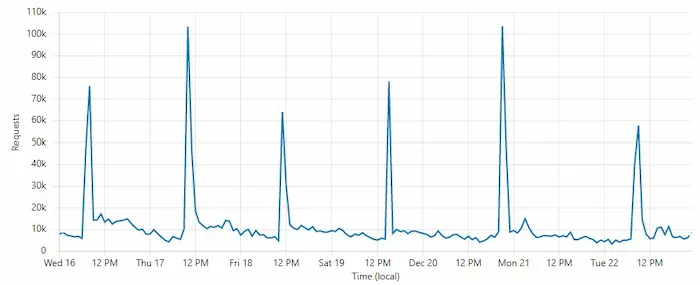 110k
100k
90k
80k
70k
60k
50k
40k
30k
20k
10k
0
Requests
Wed 16 12 PM Thu 17 12 PM Fri 18 12 PM Sat 19 12 PM Dec 20 12 PM Mon 21 12 PM Tue 22 12 PM
Time (local)